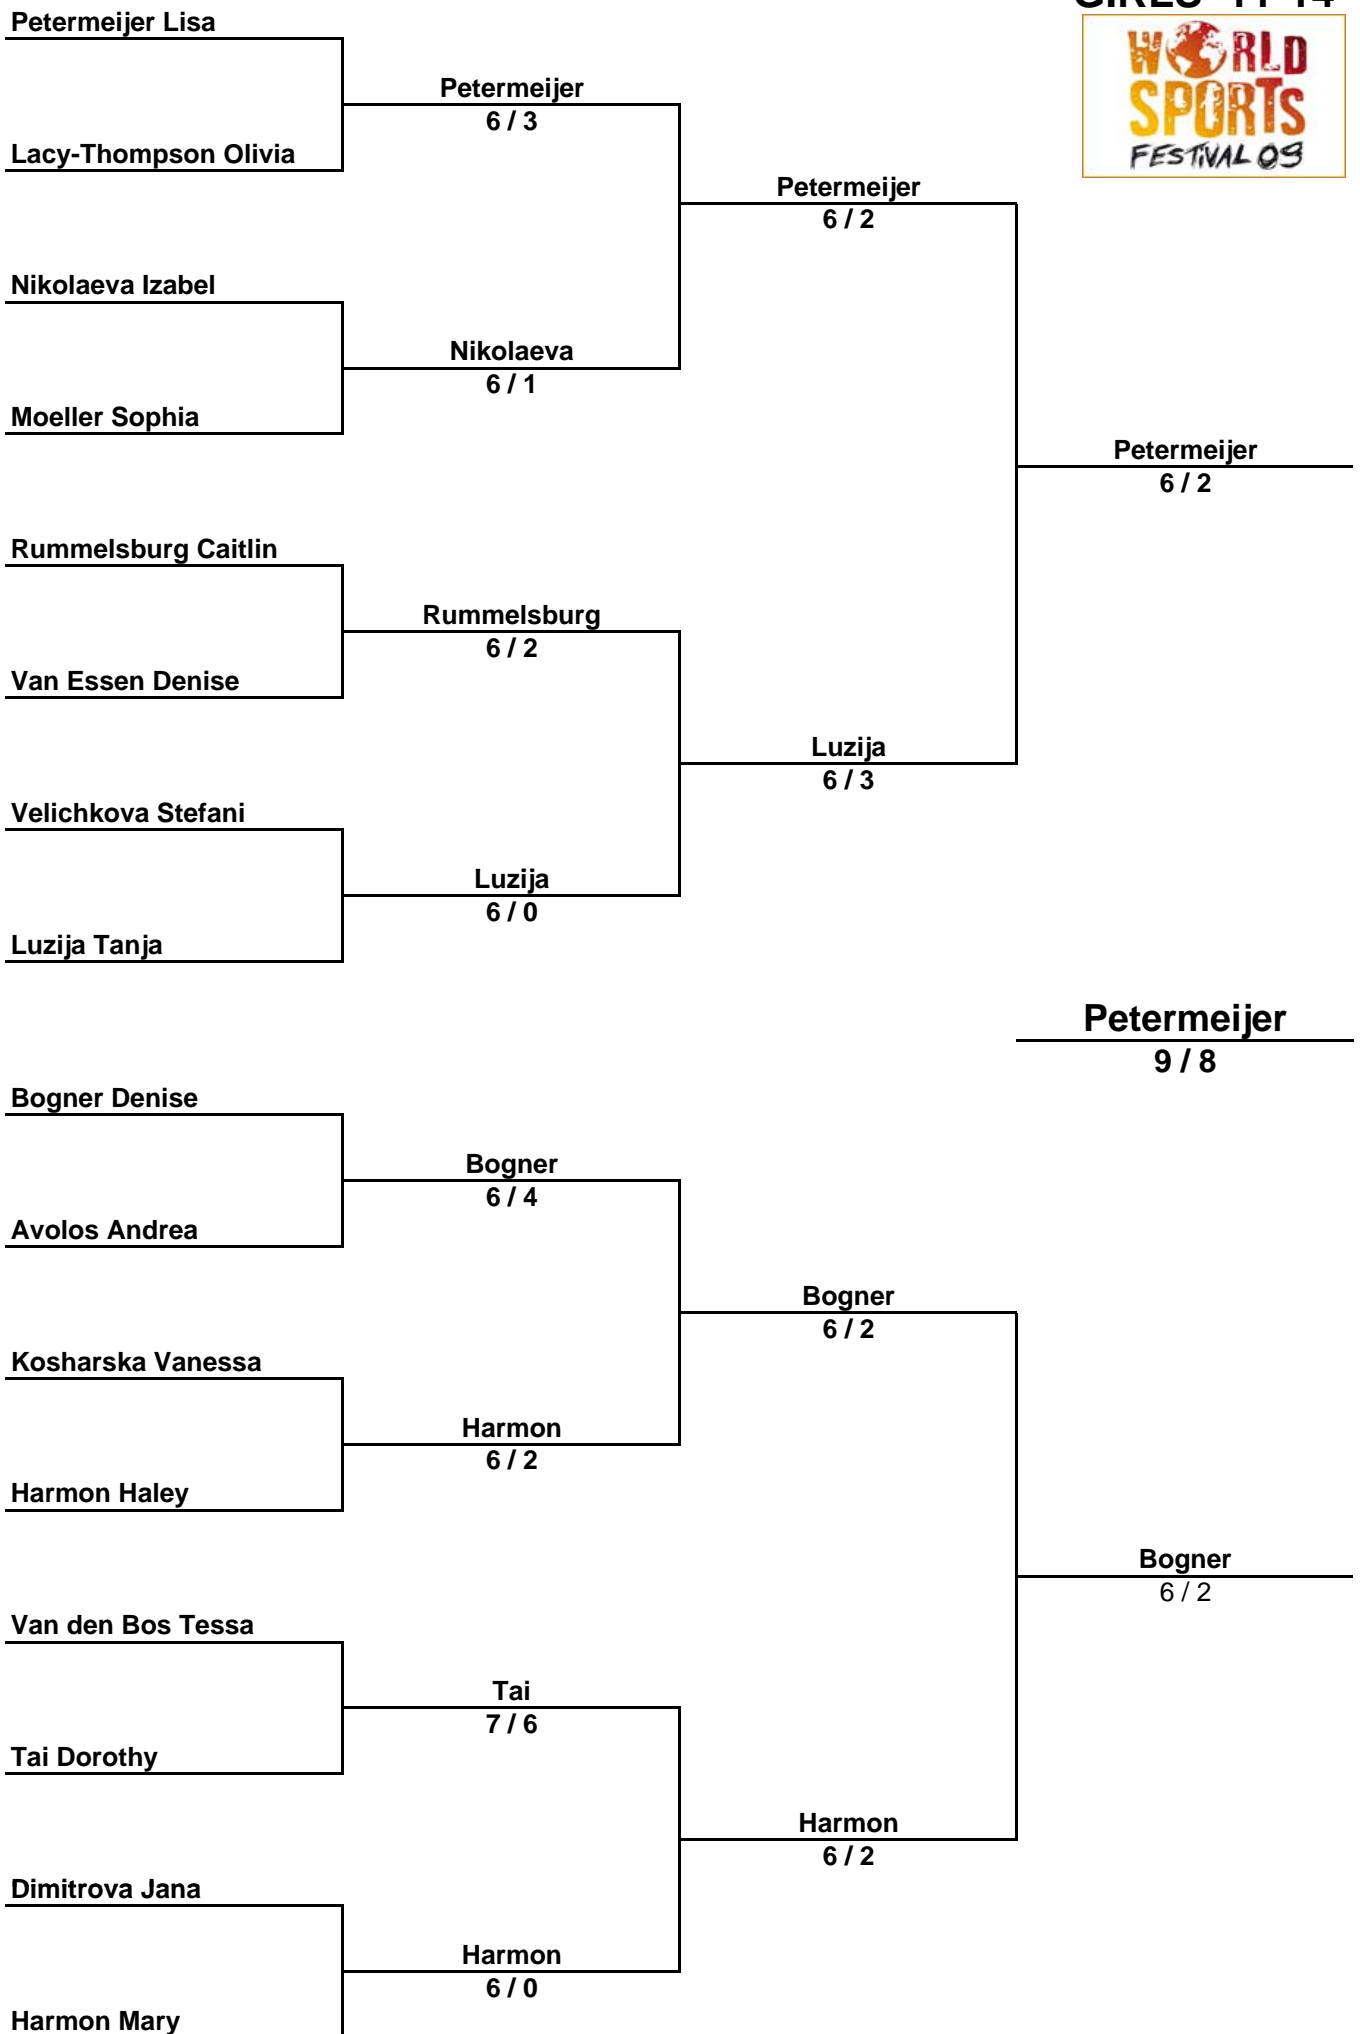 GIRLS 11-14
WORLD
SPORTS
FESTIVAL 09
Petermeijer Lisa
Petermeijer
6 / 3
Lacy-Thompson Olivia
Petermeijer
6 / 2
Nikolaeva Izabel
Nikolaeva
6 / 1
Moeller Sophia
Petermeijer
6 / 2
Rummelsburg Caitlin
Rummelsburg
6 / 2
Van Essen Denise
Luzija
6 / 3
Velichkova Stefani
Luzija
6 / 0
Luzija Tanja
Petermeijer
9 / 8
Bogner Denise
Bogner
6 / 4
Avolos Andrea
Bogner
6 / 2
Kosharska Vanessa
Harmon
6 / 2
Harmon Haley
Bogner
6 / 2
Van den Bos Tessa
Tai
7 / 6
Tai Dorothy
Harmon
6 / 2
Dimitrova Jana
Harmon
6 / 0
Harmon Mary